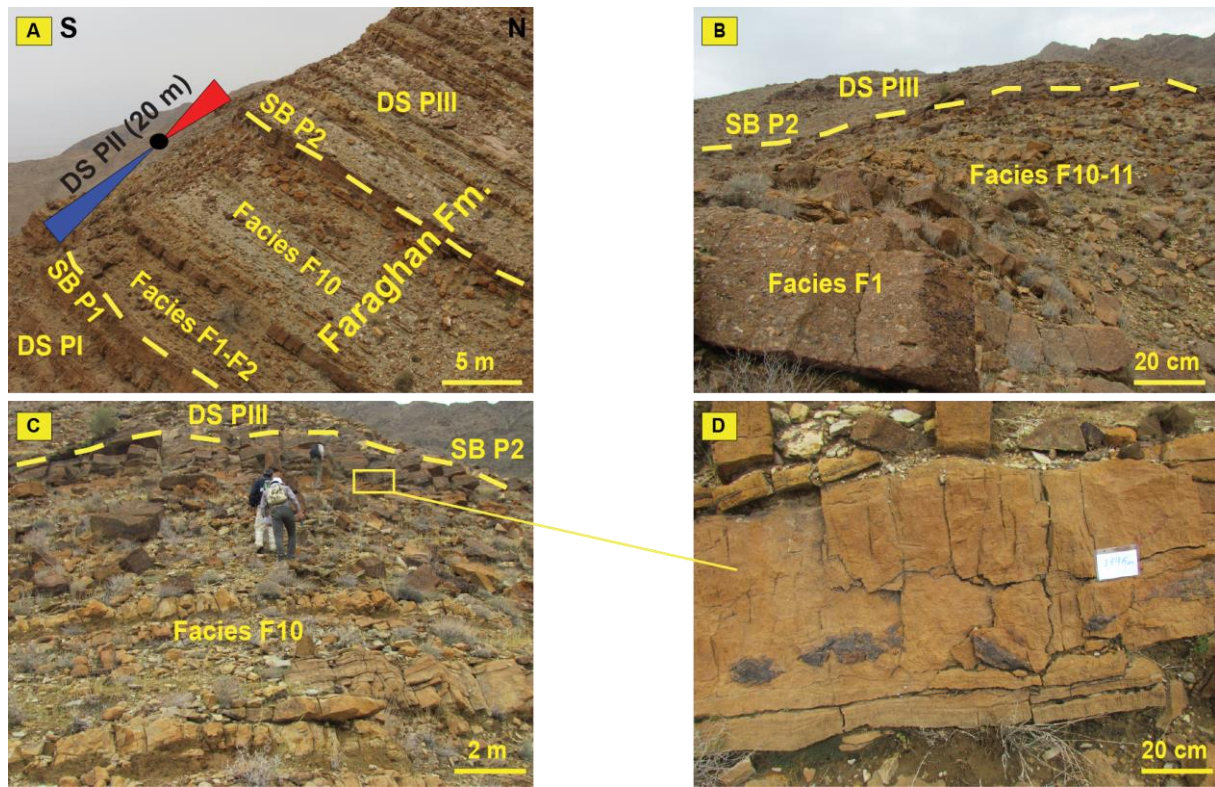 A S N
DS PII (20 m)
SB P2
DS PIII
Facies F10
Faraghan Fm.
SB P1
Facies F1-F2
DS PI
5 m
B
DS PIII
SB P2
Facies F10-11
Facies F1
20 cm
C
DS PIII
SB P2
Facies F10
2 m
D
20 cm